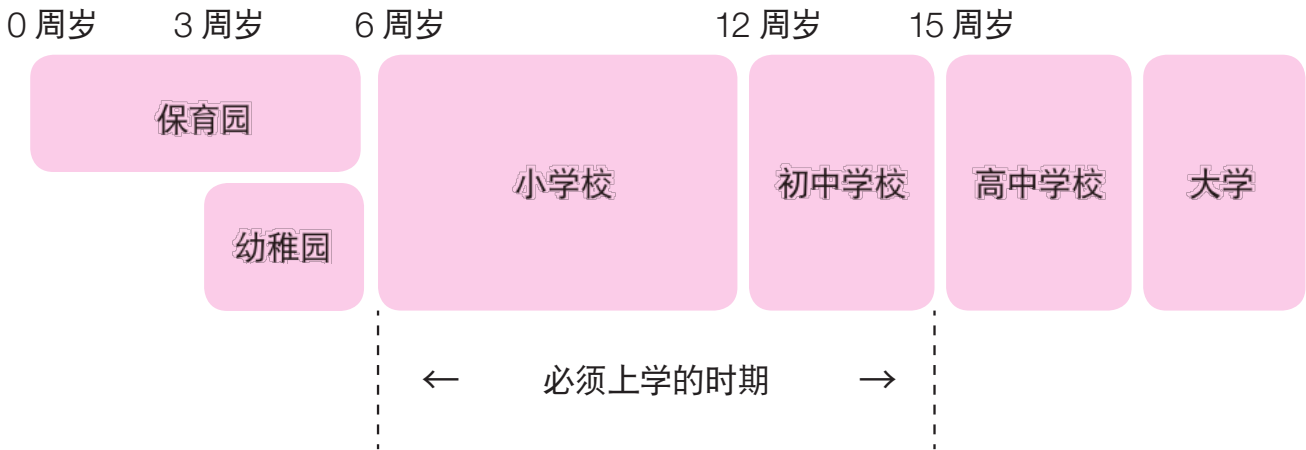 0 周岁 3 周岁 6 周岁 12 周岁 15 周岁
保育园
小学校 初中学校 高中学校 大学
幼稚园
← 必须上学的时期 →